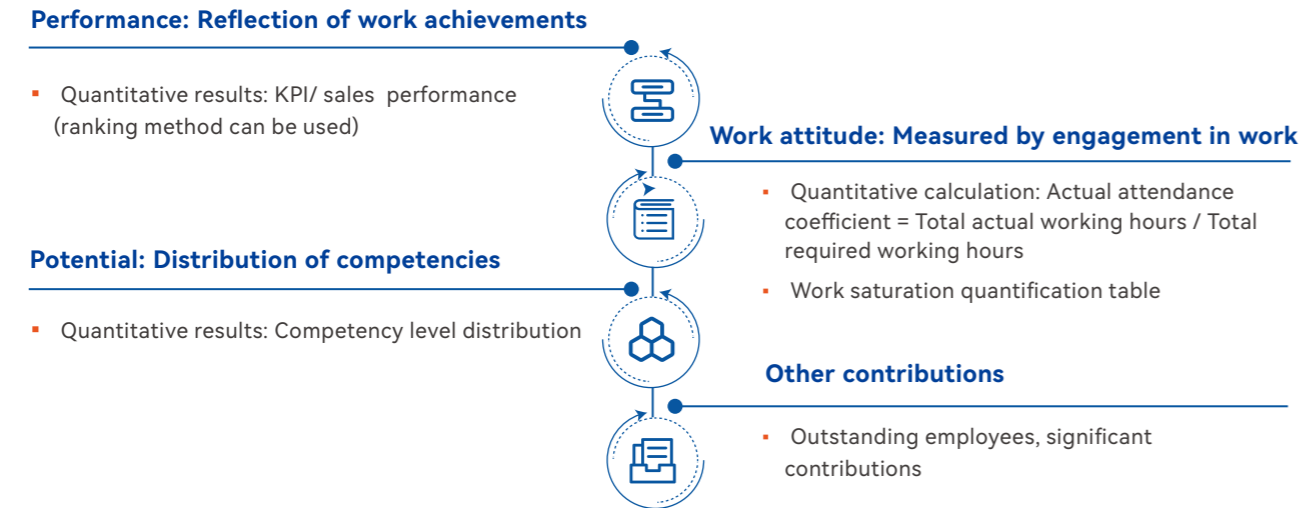 Performance: Reflection of work achievements
▪ Quantitative results: KPI/ sales performance
(ranking method can be used)
Work attitude: Measured by engagement in work
▪ Quantitative calculation: Actual attendance
coefficient = Total actual working hours / Total
required working hours
▪ Work saturation quantification table
Potential: Distribution of competencies
▪ Quantitative results: Competency level distribution
Other contributions
▪ Outstanding employees, significant
contributions